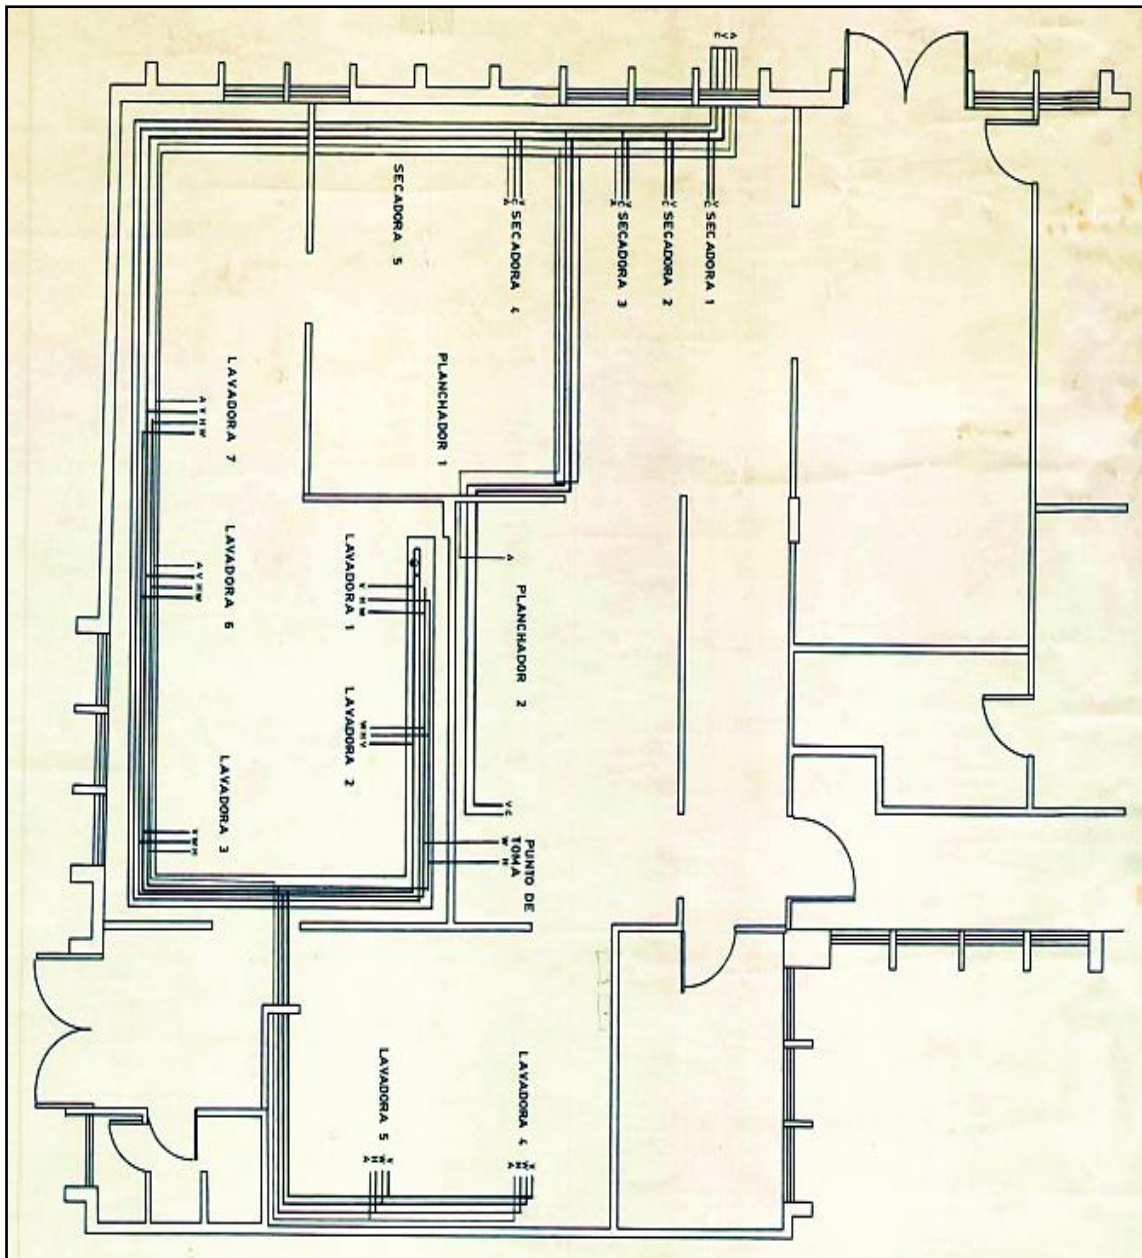 A
V
C
V
C
SECADORA 1
V
C
SECADORA 2
V
C
A
SECADORA 3
V
C
A
SECADORA 4
SECADORA 5
PLANCHADOR 1
LAVADORA 7
A
V
H
W
LAVADORA 6
A
V
H
W
LAVADORA 1
V
H
W
A
PLANCHADOR 2
V
C
LAVADORA 2
W
H
V
LAVADORA 3
V
W
H
PUNTO DE
TOMA
W
H
LAVADORA 5
V
W
H
A
LAVADORA 4
V
W
H
A